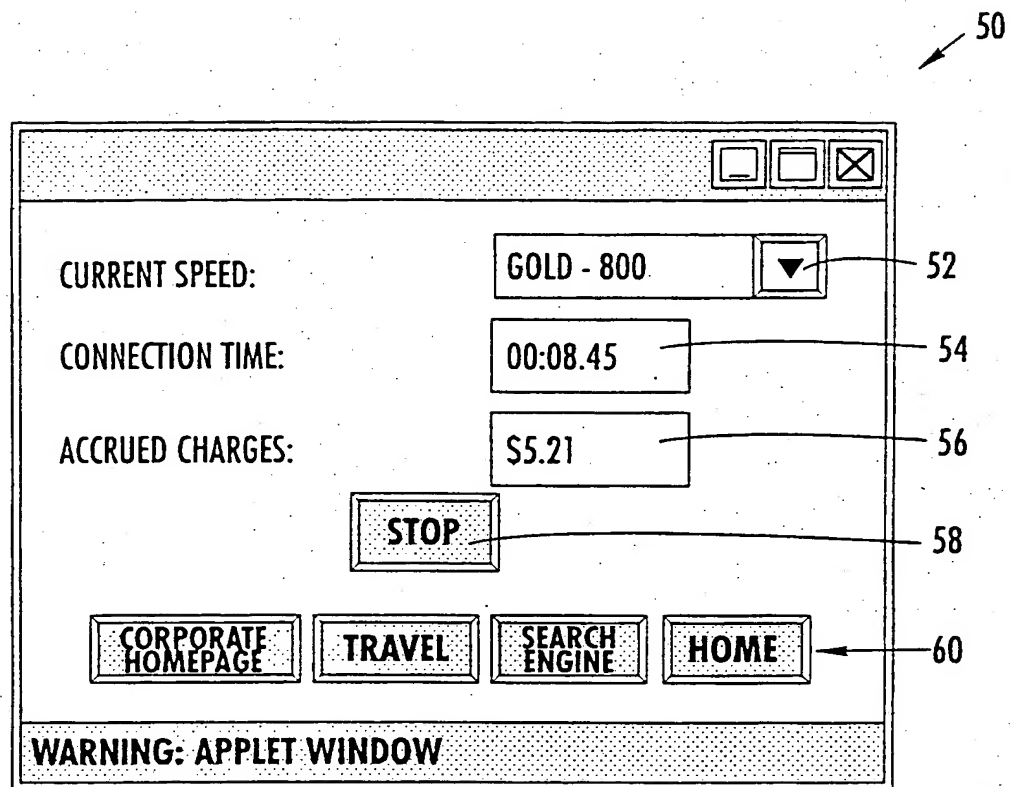 50
CURRENT SPEED: GOLD - 800 52
CONNECTION TIME: 00:08.45 54
ACCRUED CHARGES: $5.21 56
STOP 58
CORPORATE HOMEPAGE TRAVEL SEARCH ENGINE HOME 60
WARNING: APPLET WINDOW